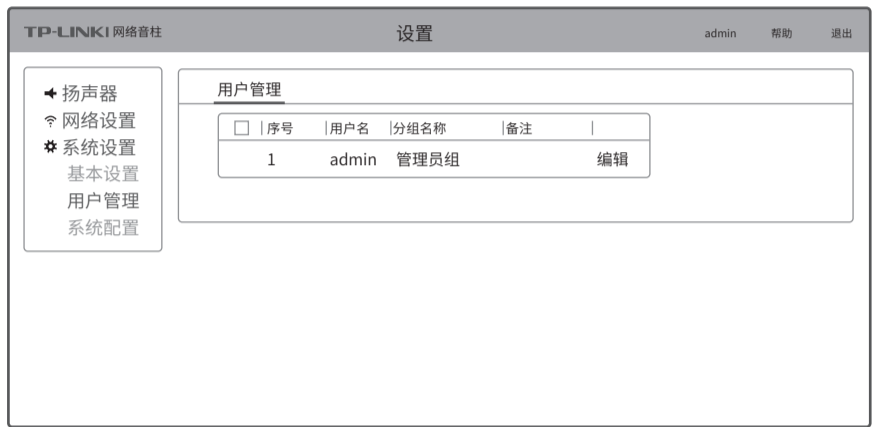 TP-LINK | 网络音柱 设置 admin 帮助 退出
扬声器
网络设置
系统设置
基本设置
用户管理
系统配置
用户管理
序号 用户名 分组名称 备注
1 admin 管理员组 编辑